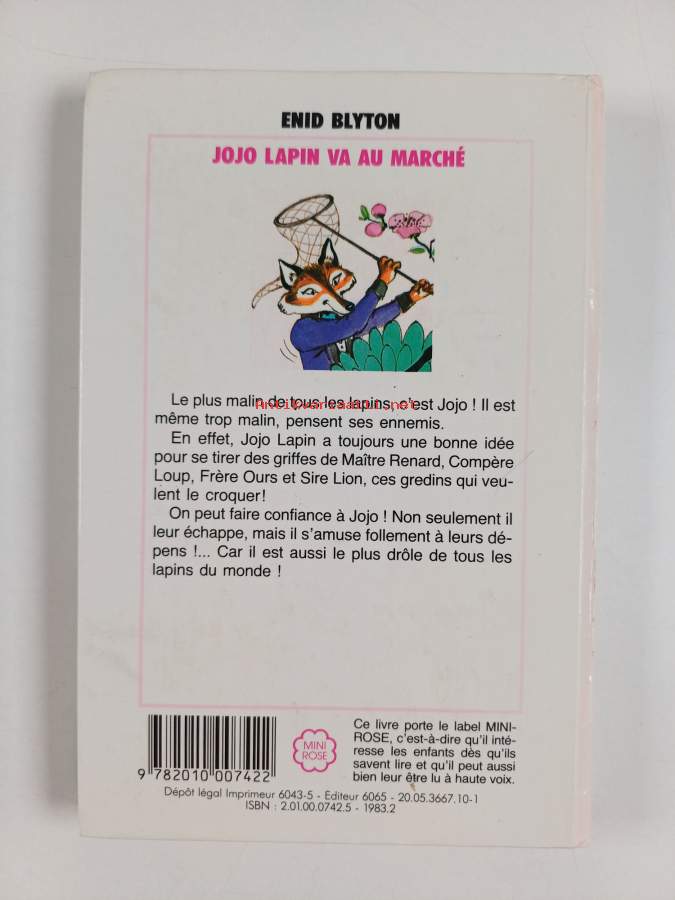 ENID BLYTON
JOJO LAPIN VA AU MARCHÉ
Le plus malin de tous les lapins, c'est Jojo ! Il est
Antikvariaatti.net
même trop malin, pensent ses ennemis.
En effet, Jojo Lapin a toujours une bonne idée
pour se tirer des griffes de Maître Renard, Compère
Loup, Frère Ours et Sire Lion, ces gredins qui veu-
lent le croquer!
On peut faire confiance à Jojo ! Non seulement il
leur échappe, mais il s'amuse follement à leurs dé-
pens !... Car il est aussi le plus drôle de tous les
lapins du monde !
9 782010 007422
MINI
ROSE
Ce livre porte le label MINI-
ROSE, c'est-à-dire qu'il inté-
resse les enfants dès qu'ils
savent lire et qu'il peut aussi
bien leur être lu à haute voix.
Dépôt légal Imprimeur 6043-5 - Editeur 6065 - 20.05.3667.10-1
ISBN : 2.01.00.0742.5 - 1983.2